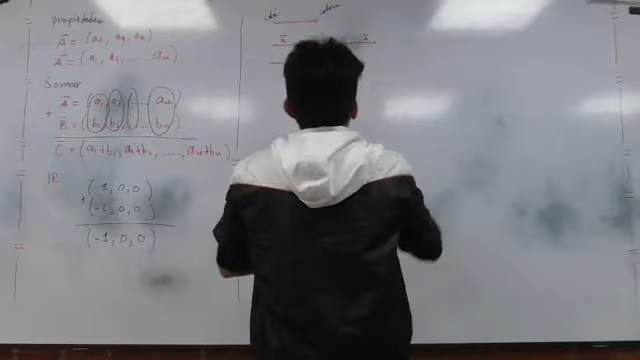 propiedades
A = (a₁, a₂, a₃)
A = (a₁, a₂, ... aₙ)
Sumar
A = (a₁, a₂, ... aₙ)
+
B = (b₁, b₂, ... bₙ)
C = (a₁+b₁, a₂+b₂, ...., aₙ+bₙ)
IR
(1, 0, 0)
+
(-2, 0, 0)
(-1, 0, 0)